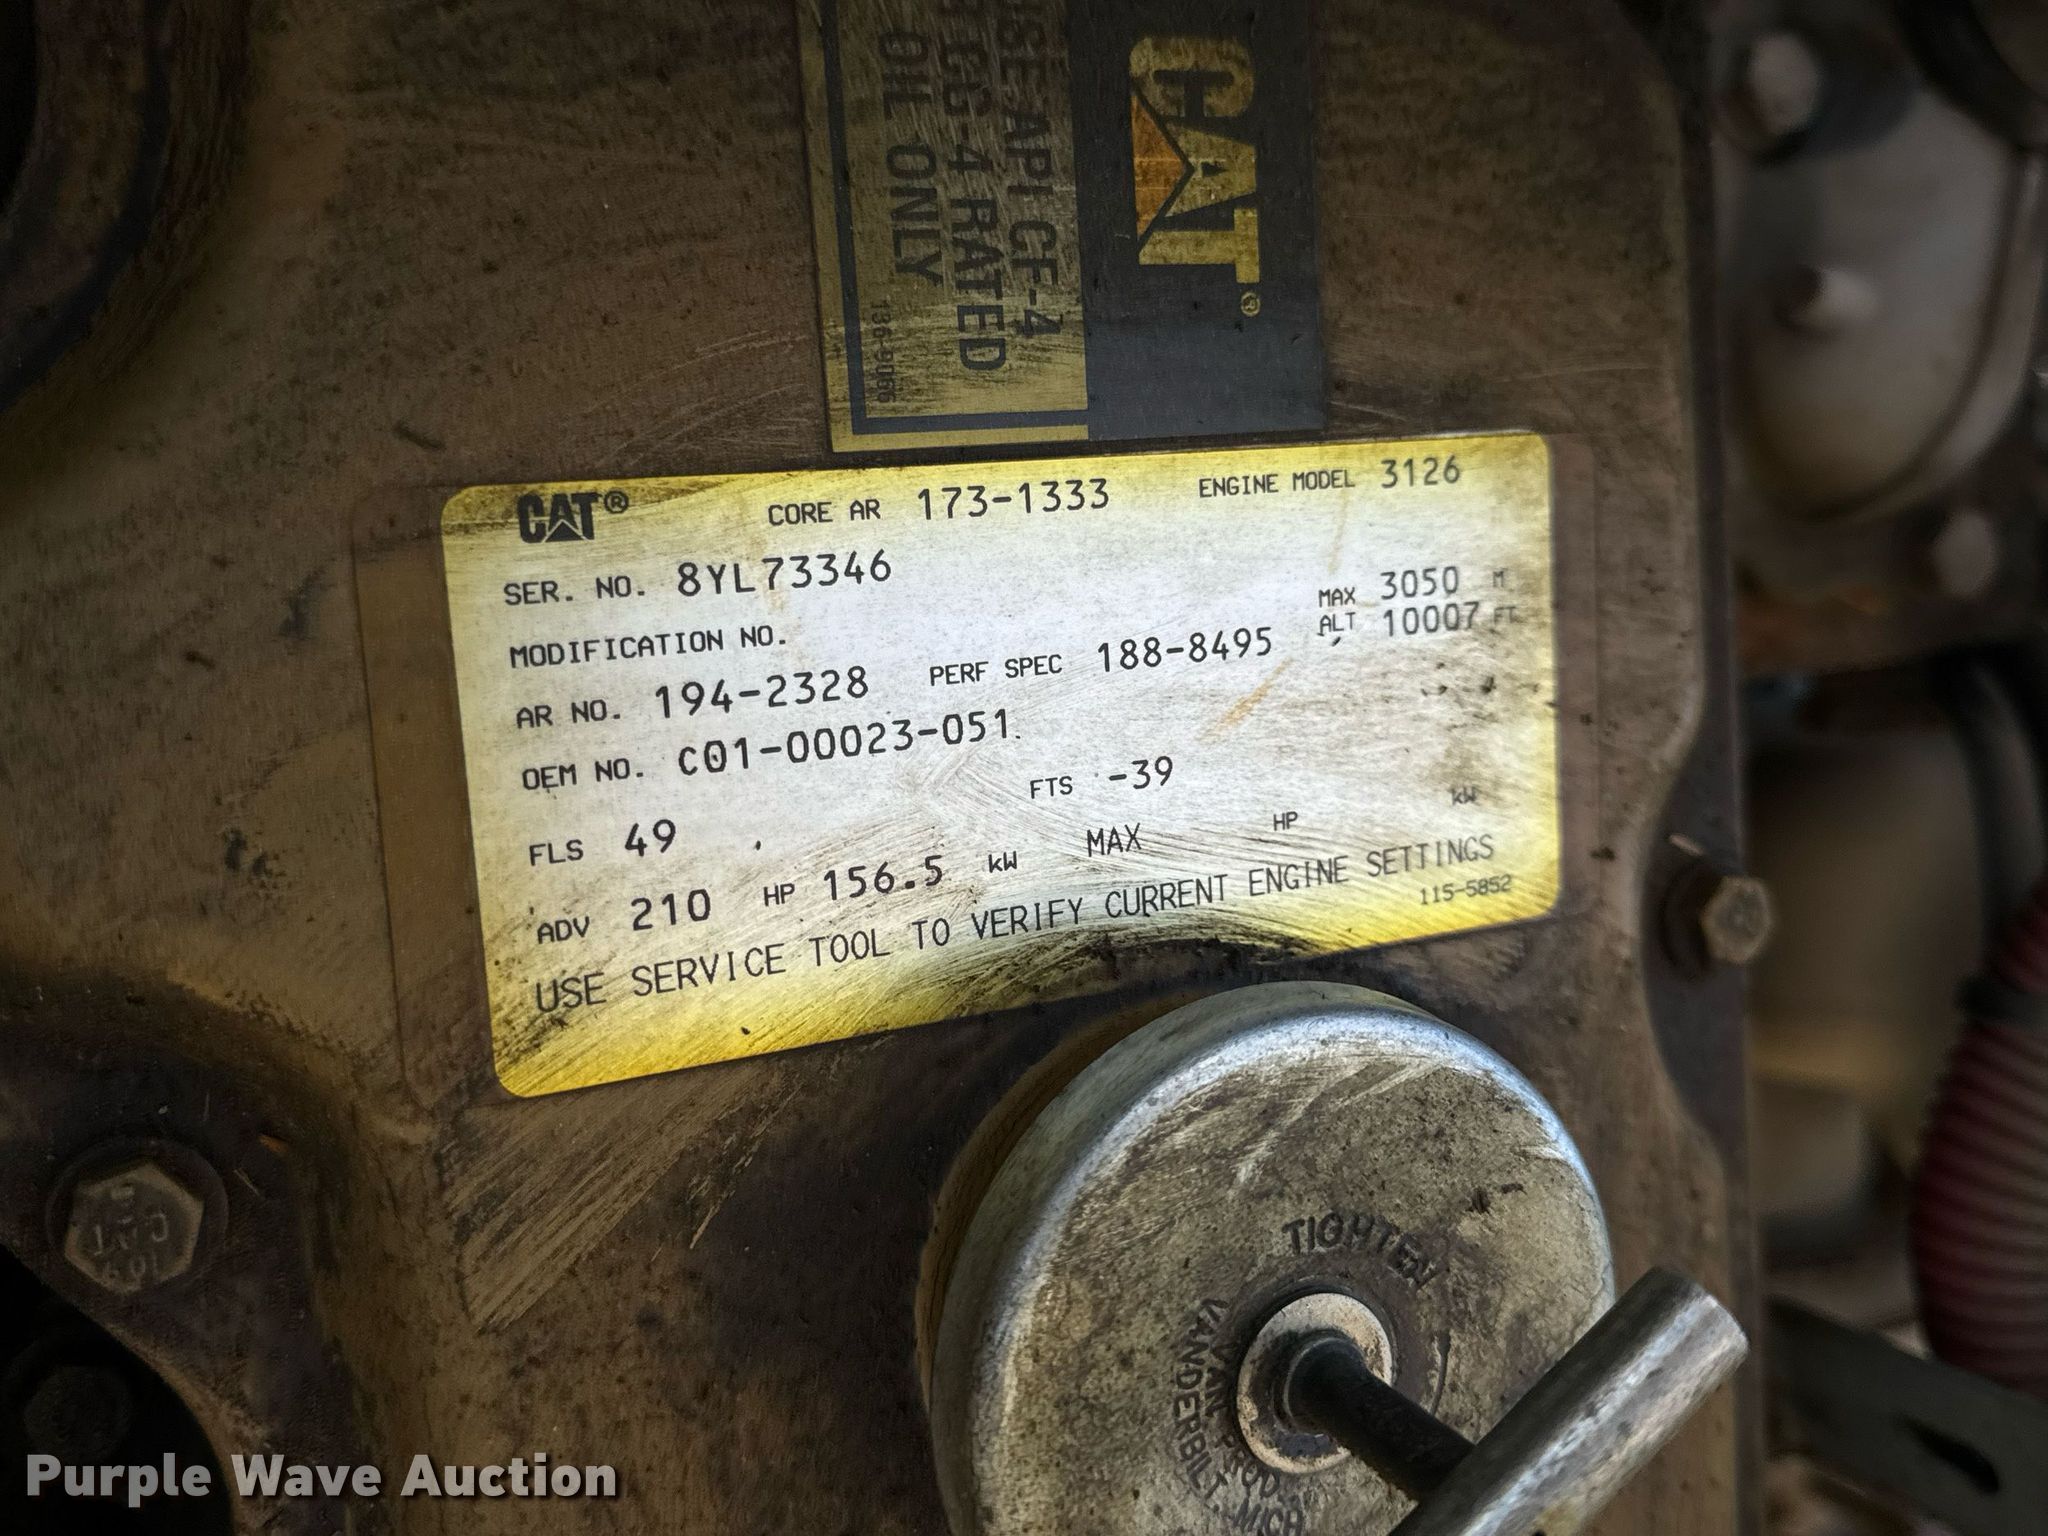 CAT®
API CF-4
CG-4 RATED
OIL ONLY
136-9066
CAT® CORE AR 173-1333 ENGINE MODEL 3126
SER. NO. 8YL73346
MODIFICATION NO.
AR NO. 194-2328 PERF SPEC 188-8495 MAX ALT 3050 M 10007 FT
OEM NO. C01-00023-051
FLS 49 FTS -39
ADV 210 HP 156.5 kW MAX HP kW
USE SERVICE TOOL TO VERIFY CURRENT ENGINE SETTINGS
115-5852
TIGHTEN
VANDERBILT, MICH
CAT
Purple Wave Auction